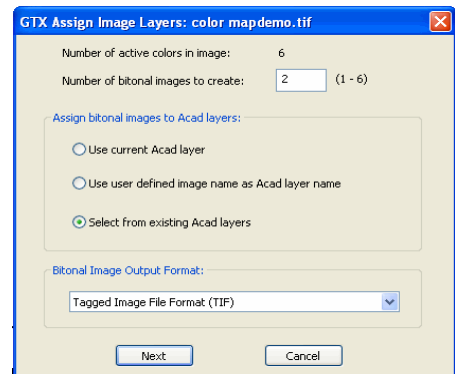 GTX Assign Image Layers: color mapdemo.tif
Number of active colors in image: 6
Number of bitonal images to create: 2 (1 - 6)
Assign bitonal images to Acad layers:
Use current Acad layer
Use user defined image name as Acad layer name
Select from existing Acad layers
Bitonal Image Output Format:
Tagged Image File Format (TIF)
Next Cancel